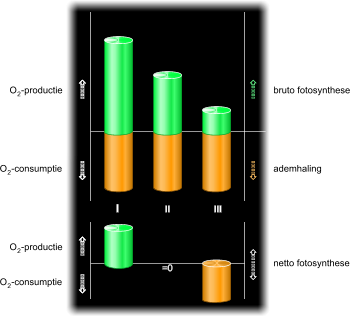 O₂-productie
bruto fotosynthese
O₂-consumptie
ademhaling
I II III
O₂-productie
netto fotosynthese
O₂-consumptie
=0